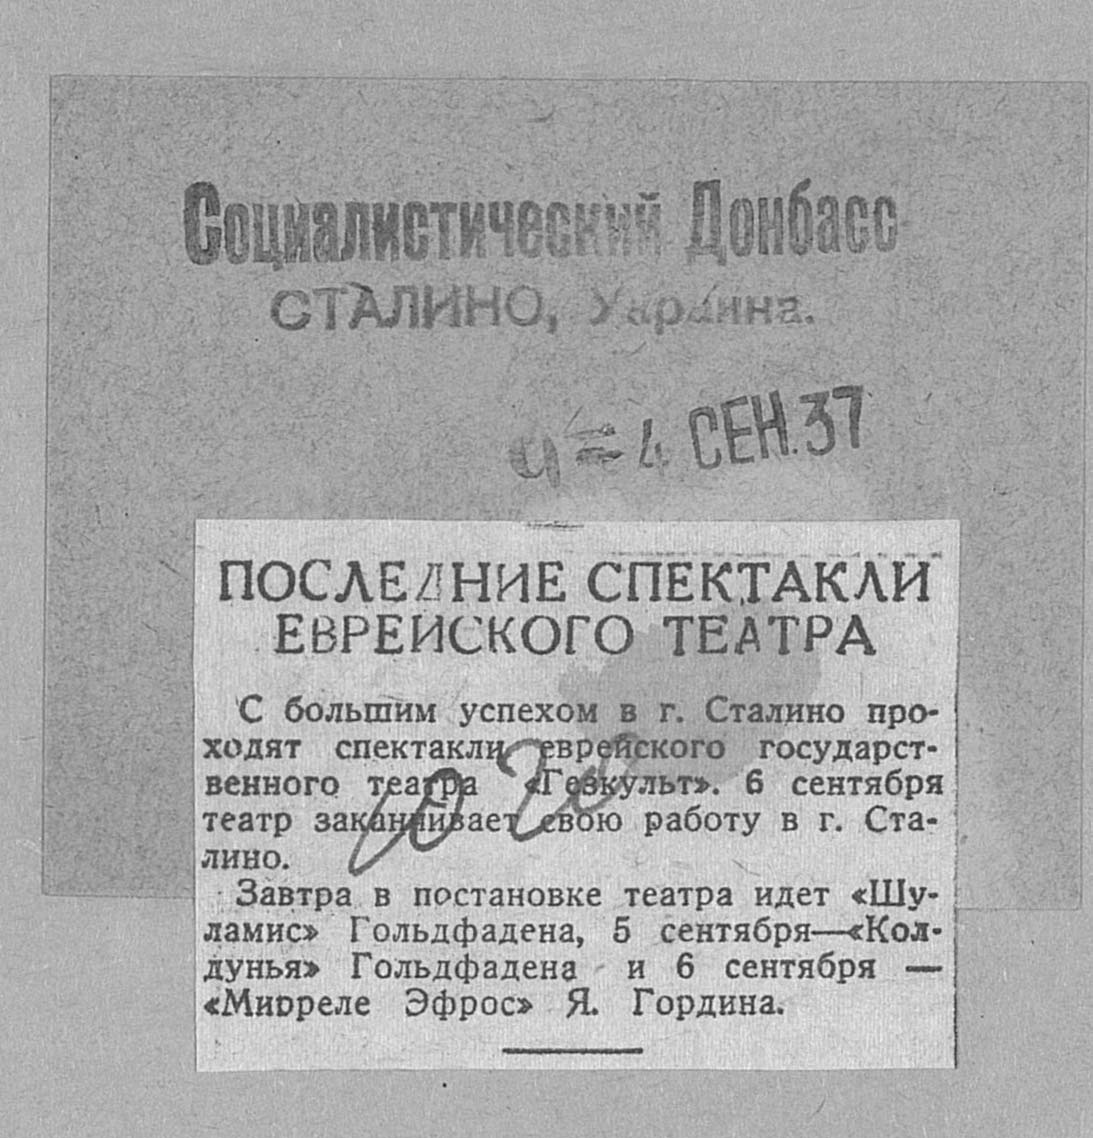 Социалистический Донбасс
СТАЛИНО, Украина.
4 СЕН. 37
ПОСЛЕДНИЕ СПЕКТАКЛИ
ЕВРЕЙСКОГО ТЕАТРА
С большим успехом в г. Сталино про-
ходят спектакли еврейского государст-
венного театра «Гезкульт». 6 сентября
театр заканчивает свою работу в г. Ста-
лино.
Завтра в постановке театра идет «Шу-
ламис» Гольдфадена, 5 сентября—«Кол-
дунья» Гольдфадена и 6 сентября —
«Мирреле Эфрос» Я. Гордина.